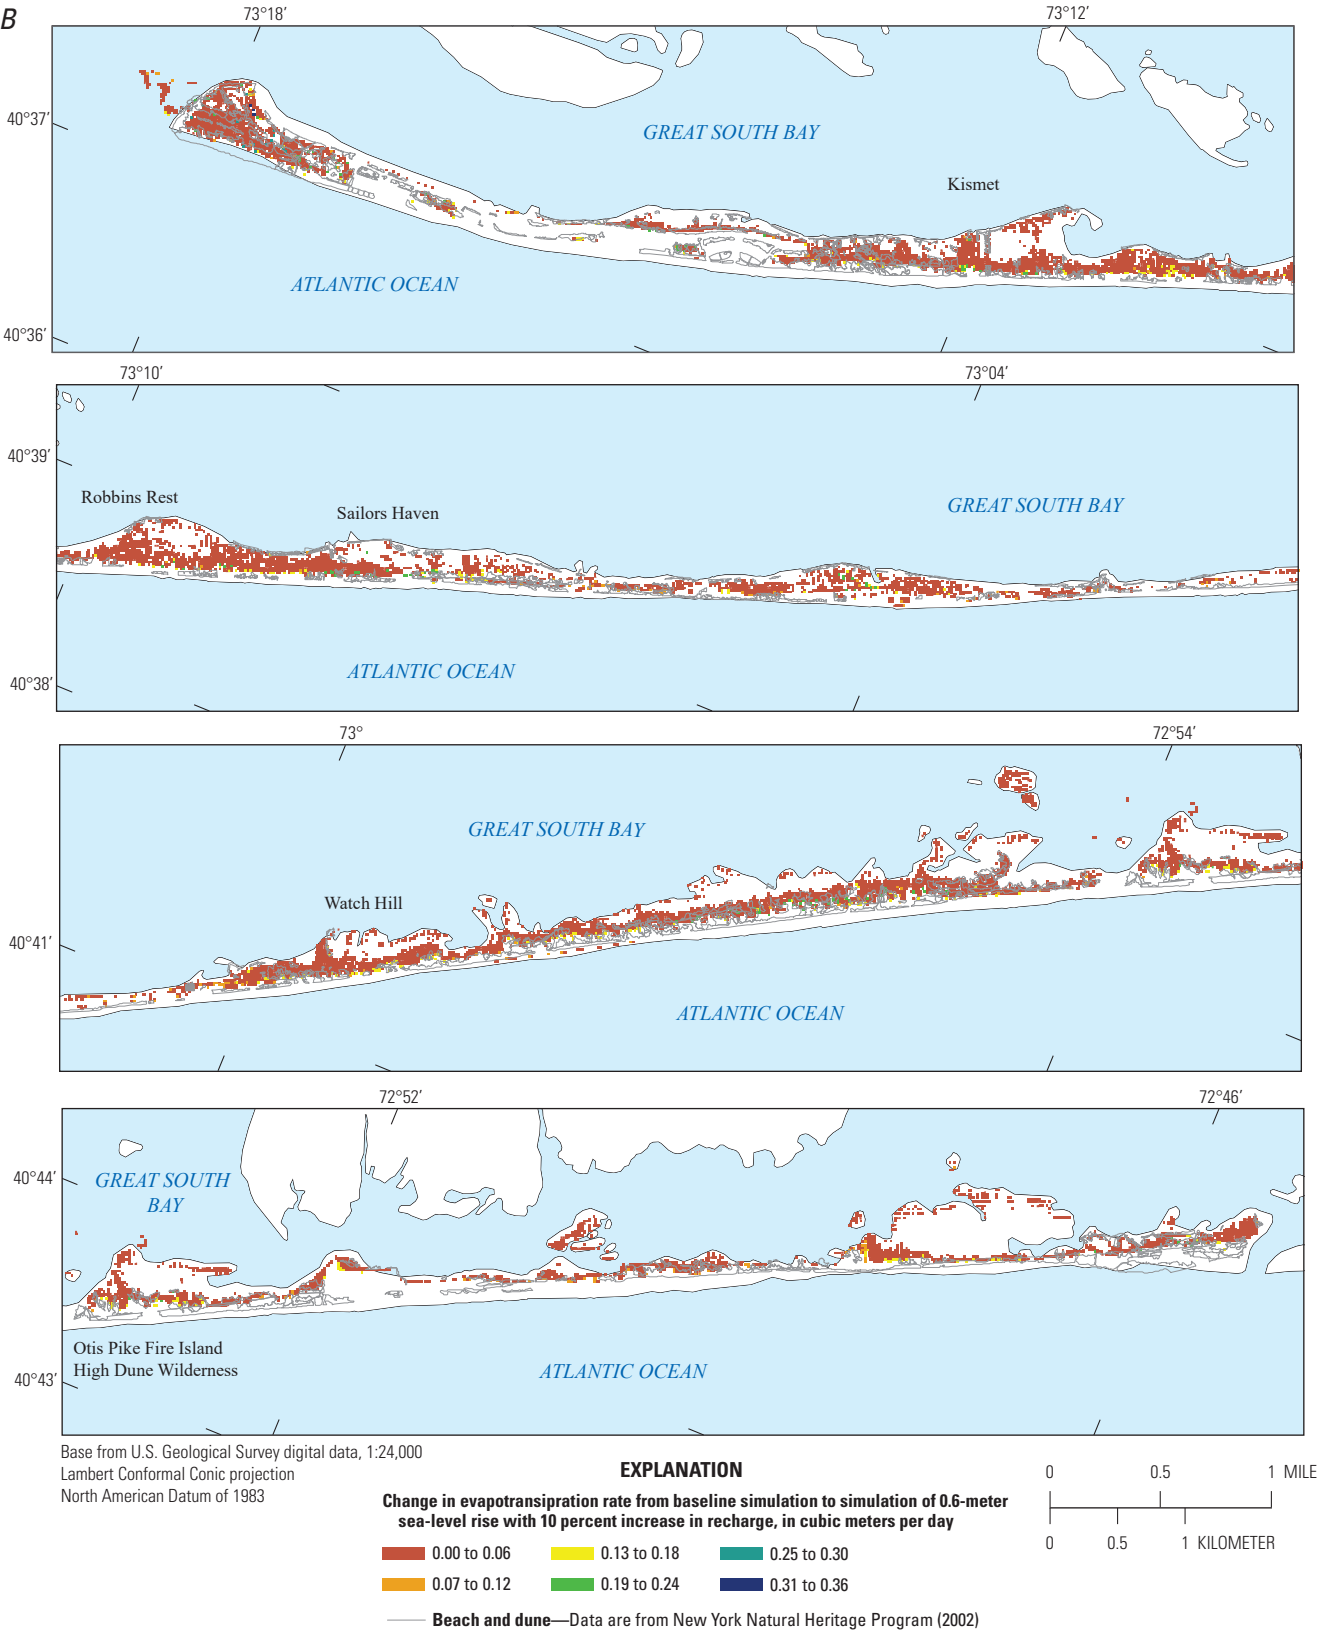 B
73°18′
73°12′
40°37′
GREAT SOUTH BAY
Kismet
ATLANTIC OCEAN
40°36′
73°10′
73°04′
40°39′
Robbins Rest
Sailors Haven
GREAT SOUTH BAY
ATLANTIC OCEAN
40°38′
73°
72°54′
GREAT SOUTH BAY
Watch Hill
40°41′
ATLANTIC OCEAN
72°52′
72°46′
40°44′
GREAT SOUTH
BAY
Otis Pike Fire Island
High Dune Wilderness
ATLANTIC OCEAN
40°43′
Base from U.S. Geological Survey digital data, 1:24,000
Lambert Conformal Conic projection
North American Datum of 1983
EXPLANATION
Change in evapotransipration rate from baseline simulation to simulation of 0.6-meter
sea-level rise with 10 percent increase in recharge, in cubic meters per day
0.00 to 0.06
0.13 to 0.18
0.25 to 0.30
0.07 to 0.12
0.19 to 0.24
0.31 to 0.36
Beach and dune—Data are from New York Natural Heritage Program (2002)
0 0.5 1 MILE
0 0.5 1 KILOMETER